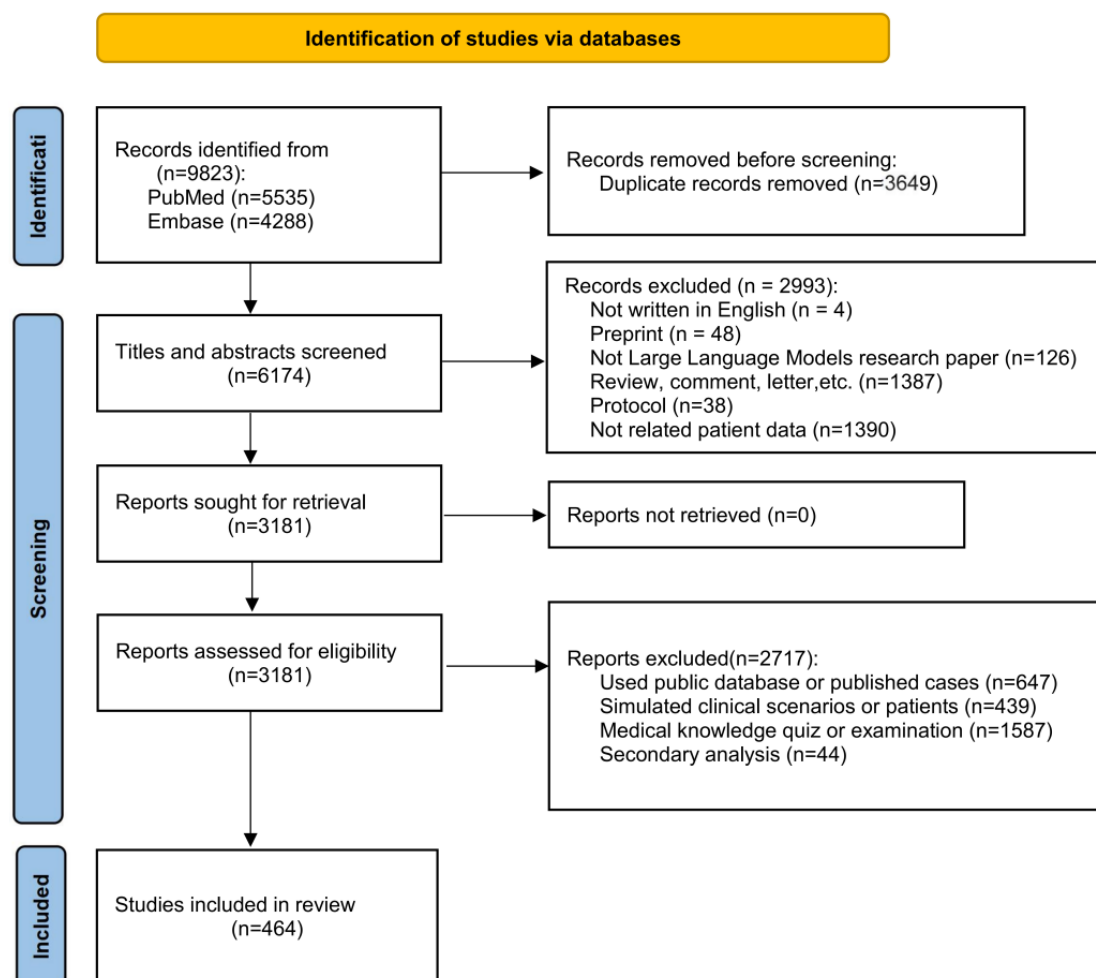 Identification of studies via databases
Identificati
Records identified from
(n=9823):
PubMed (n=5535)
Embase (n=4288)
Records removed before screening:
Duplicate records removed (n=3649)
Screening
Titles and abstracts screened
(n=6174)
Records excluded (n = 2993):
Not written in English (n = 4)
Preprint (n = 48)
Not Large Language Models research paper (n=126)
Review, comment, letter,etc. (n=1387)
Protocol (n=38)
Not related patient data (n=1390)
Reports sought for retrieval
(n=3181)
Reports not retrieved (n=0)
Reports assessed for eligibility
(n=3181)
Reports excluded(n=2717):
Used public database or published cases (n=647)
Simulated clinical scenarios or patients (n=439)
Medical knowledge quiz or examination (n=1587)
Secondary analysis (n=44)
Included
Studies included in review
(n=464)